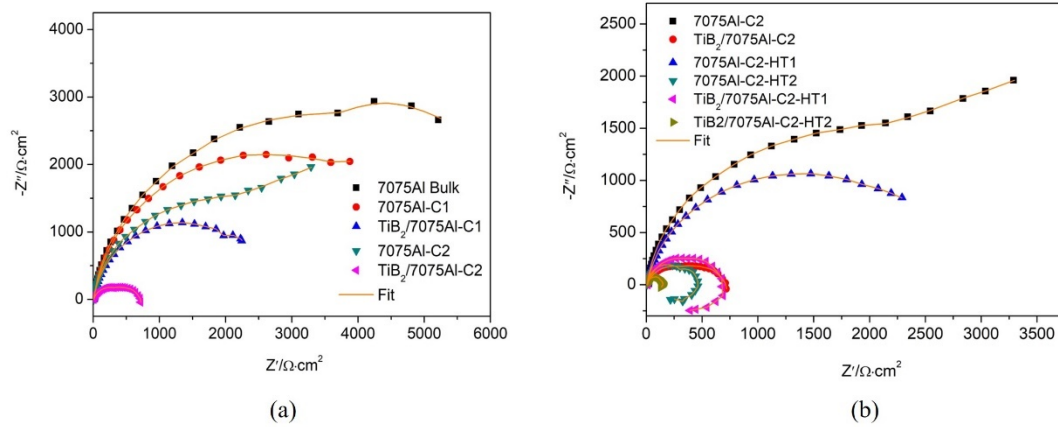 4000
3000
2000
1000
0
-Z''/Ω·cm²
0 1000 2000 3000 4000 5000 6000
Z'/Ω·cm²
7075Al Bulk
7075Al-C1
TiB₂/7075Al-C1
7075Al-C2
TiB₂/7075Al-C2
Fit
(a)
2500
2000
1500
1000
500
0
-Z''/Ω·cm²
0 500 1000 1500 2000 2500 3000 3500
Z'/Ω·cm²
7075Al-C2
TiB₂/7075Al-C2
7075Al-C2-HT1
7075Al-C2-HT2
TiB₂/7075Al-C2-HT1
TiB2/7075Al-C2-HT2
Fit
(b)